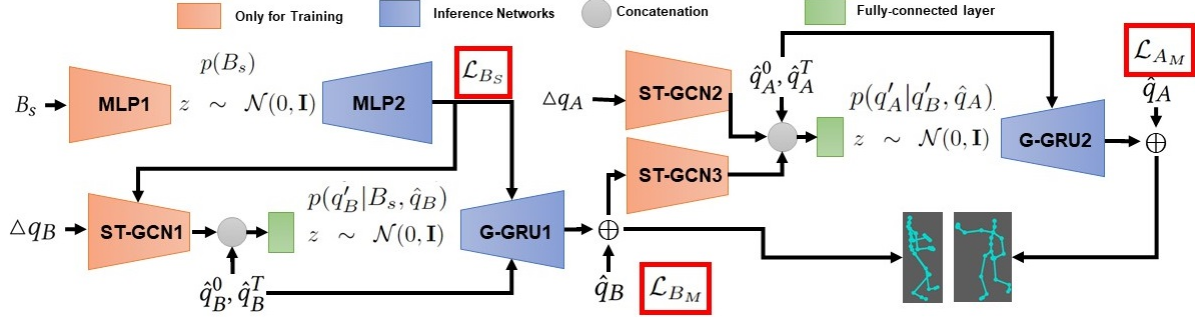 Only for Training
Inference Networks
Concatenation
Fully-connected layer
B_s
MLP1
p(B_s)
z ∼ 𝒩(0, I)
MLP2
ℒ_{B_S}
△q_A
ST-GCN2
q̂_A^0, q̂_A^T
p(q′_A|q′_B, q̂_A)
z ∼ 𝒩(0, I)
G-GRU2
ℒ_{A_M}
q̂_A
⊕
ST-GCN3
△q_B
ST-GCN1
p(q′_B|B_s, q̂_B)
z ∼ 𝒩(0, I)
G-GRU1
⊕
q̂_B^0, q̂_B^T
q̂_B
ℒ_{B_M}